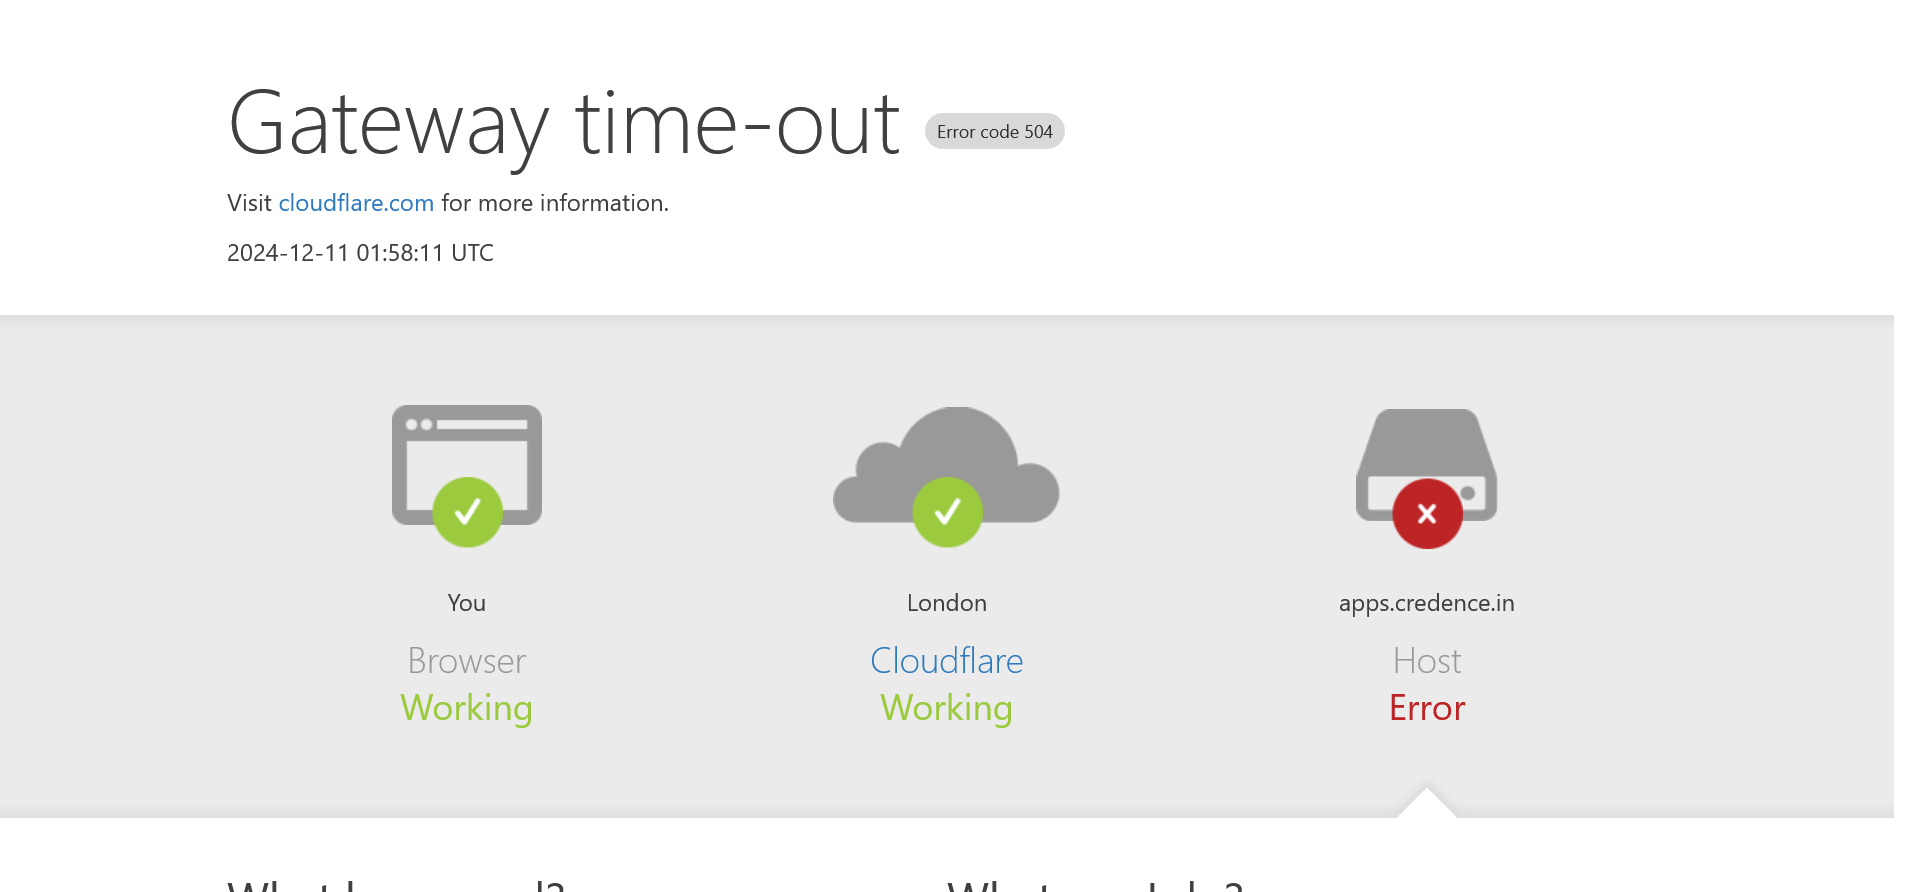 Gateway time-out Error code 504
Visit cloudflare.com for more information.
2024-12-11 01:58:11 UTC
You
Browser
Working
London
Cloudflare
Working
apps.credence.in
Host
Error